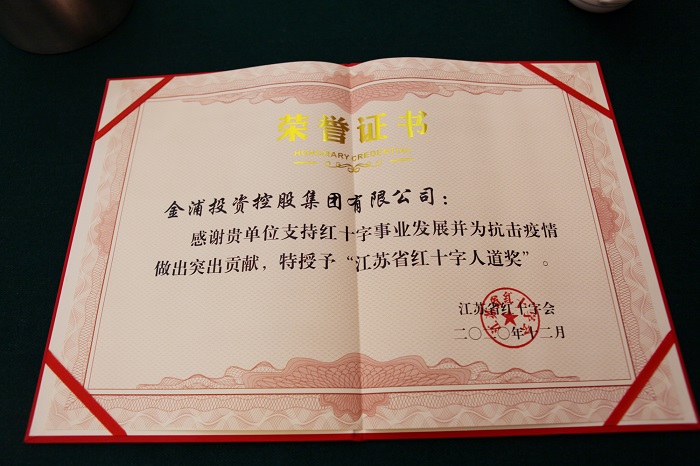 荣誉证书
HONORARY CREDENTIAL
金浦投资控股集团有限公司：
感谢贵单位支持红十字事业发展并为抗击疫情
做出突出贡献，特授予“江苏省红十字人道奖”。
江苏省红十字会
二〇二〇年十二月